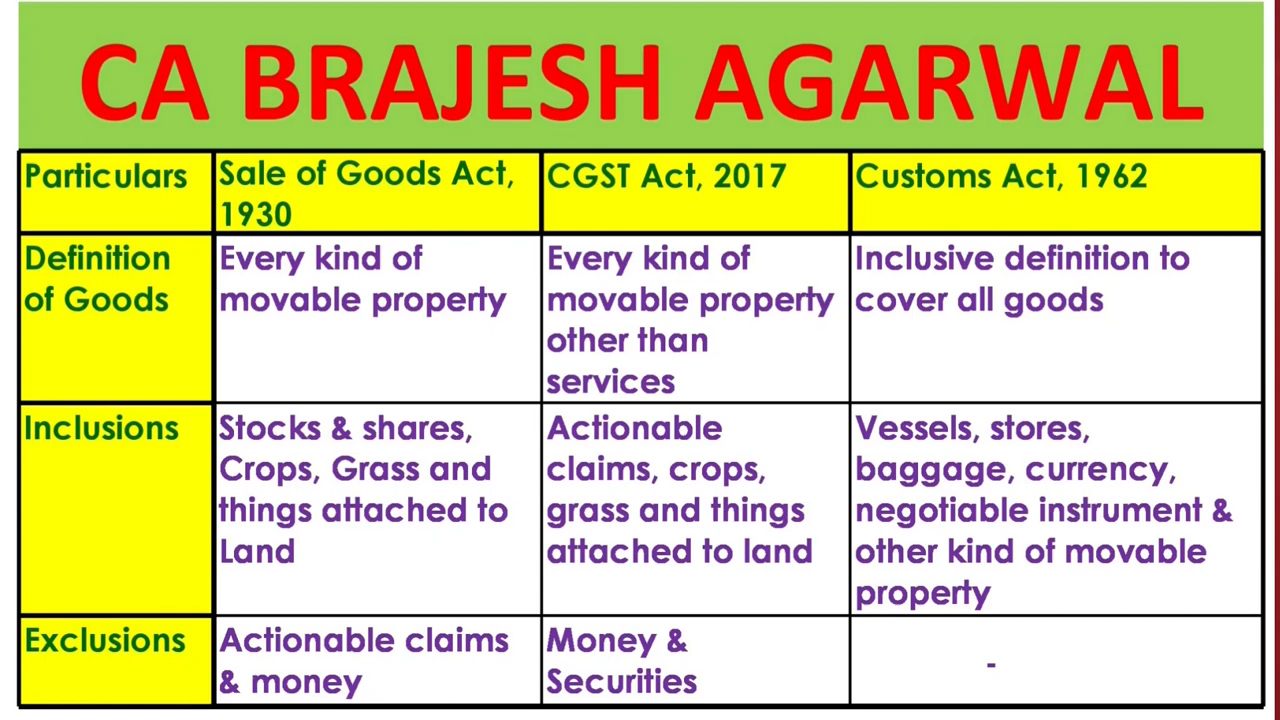 CA BRAJESH AGARWAL
Particulars
Sale of Goods Act,
1930
CGST Act, 2017
Customs Act, 1962
Definition
of Goods
Every kind of
movable property
Every kind of
movable property
other than
services
Inclusive definition to
cover all goods
Inclusions
Stocks & shares,
Crops, Grass and
things attached to
Land
Actionable
claims, crops,
grass and things
attached to land
Vessels, stores,
baggage, currency,
negotiable instrument &
other kind of movable
property
Exclusions
Actionable claims
& money
Money &
Securities
-